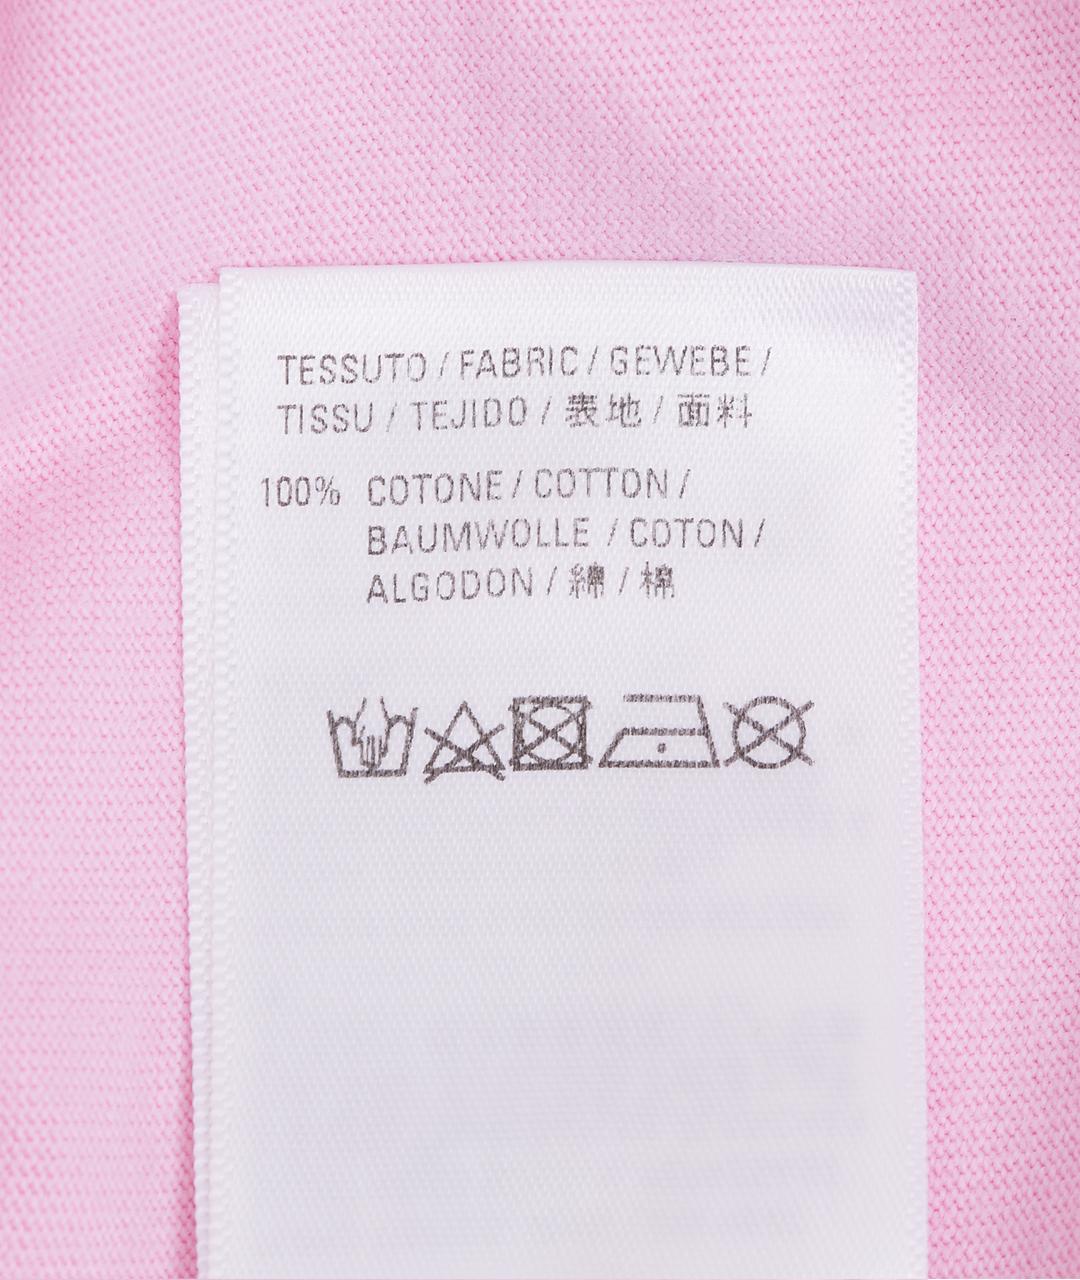 TESSUTO / FABRIC / GEWEBE /
TISSU / TEJIDO / 表地 / 面料
100% COTONE / COTTON /
BAUMWOLLE / COTON /
ALGODON / 綿 / 棉